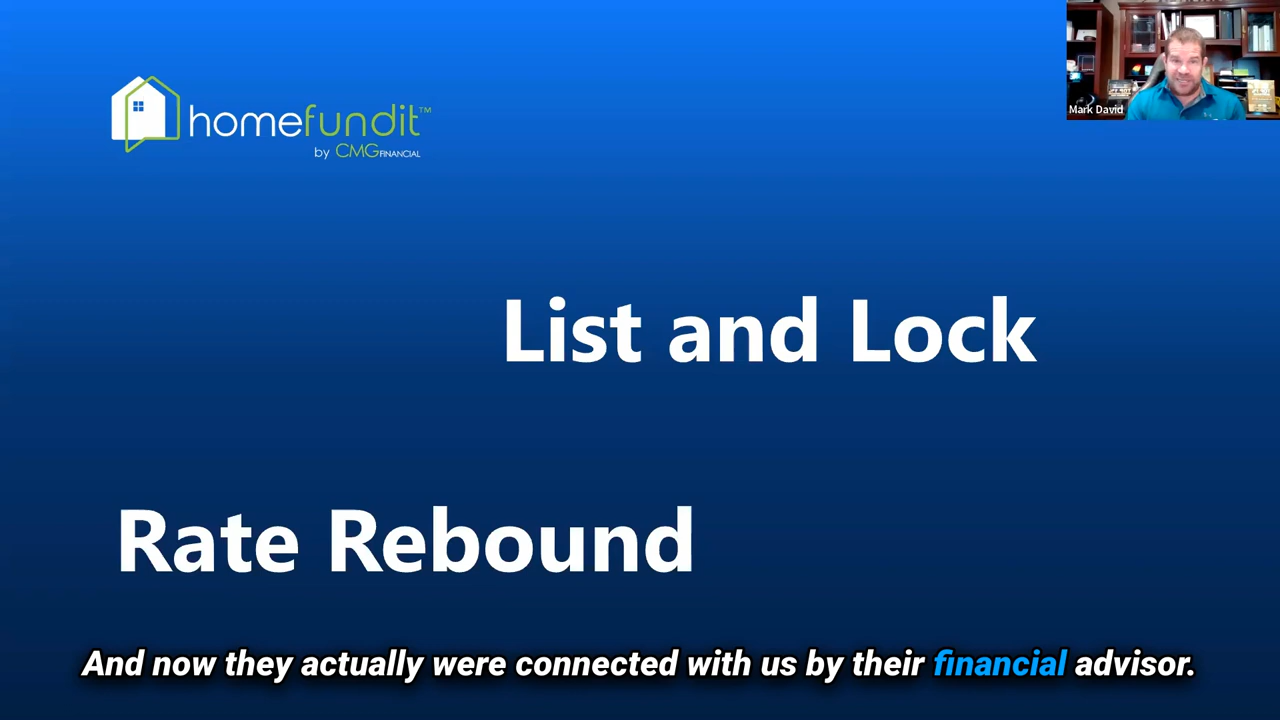 homefundit™
by CMG FINANCIAL
Mark David
List and Lock
Rate Rebound
And now they actually were connected with us by their financial advisor.